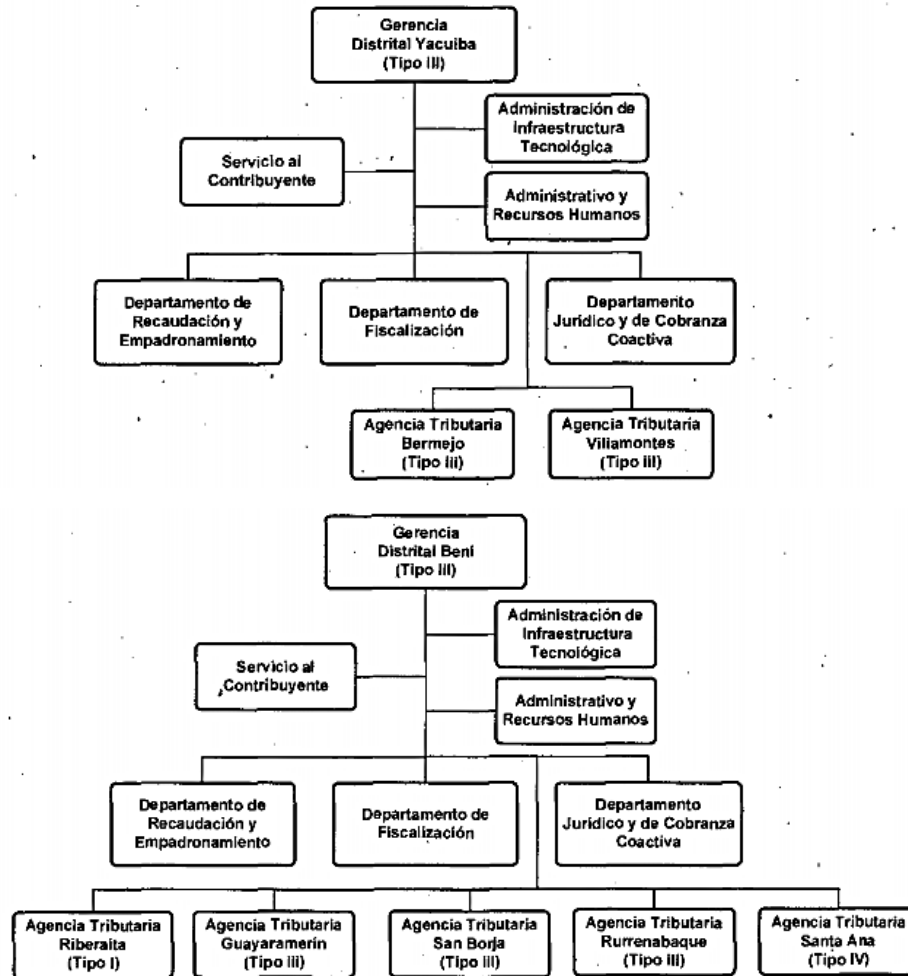 Gerencia
Distrital Yacuiba
(Tipo III)
Administración de
Infraestructura
Tecnológica
Servicio al
Contribuyente
Administrativo y
Recursos Humanos
Departamento de
Recaudación y
Empadronamiento
Departamento de
Fiscalización
Departamento
Jurídico y de Cobranza
Coactiva
Agencia Tributaria
Bermejo
(Tipo III)
Agencia Tributaria
Villamontes
(Tipo III)
Gerencia
Distrital Beni
(Tipo III)
Administración de
Infraestructura
Tecnológica
Servicio al
Contribuyente
Administrativo y
Recursos Humanos
Departamento de
Recaudación y
Empadronamiento
Departamento de
Fiscalización
Departamento
Jurídico y de Cobranza
Coactiva
Agencia Tributaria
Riberalta
(Tipo I)
Agencia Tributaria
Guayaramerín
(Tipo III)
Agencia Tributaria
San Borja
(Tipo III)
Agencia Tributaria
Rurrenabaque
(Tipo III)
Agencia Tributaria
Santa Ana
(Tipo IV)